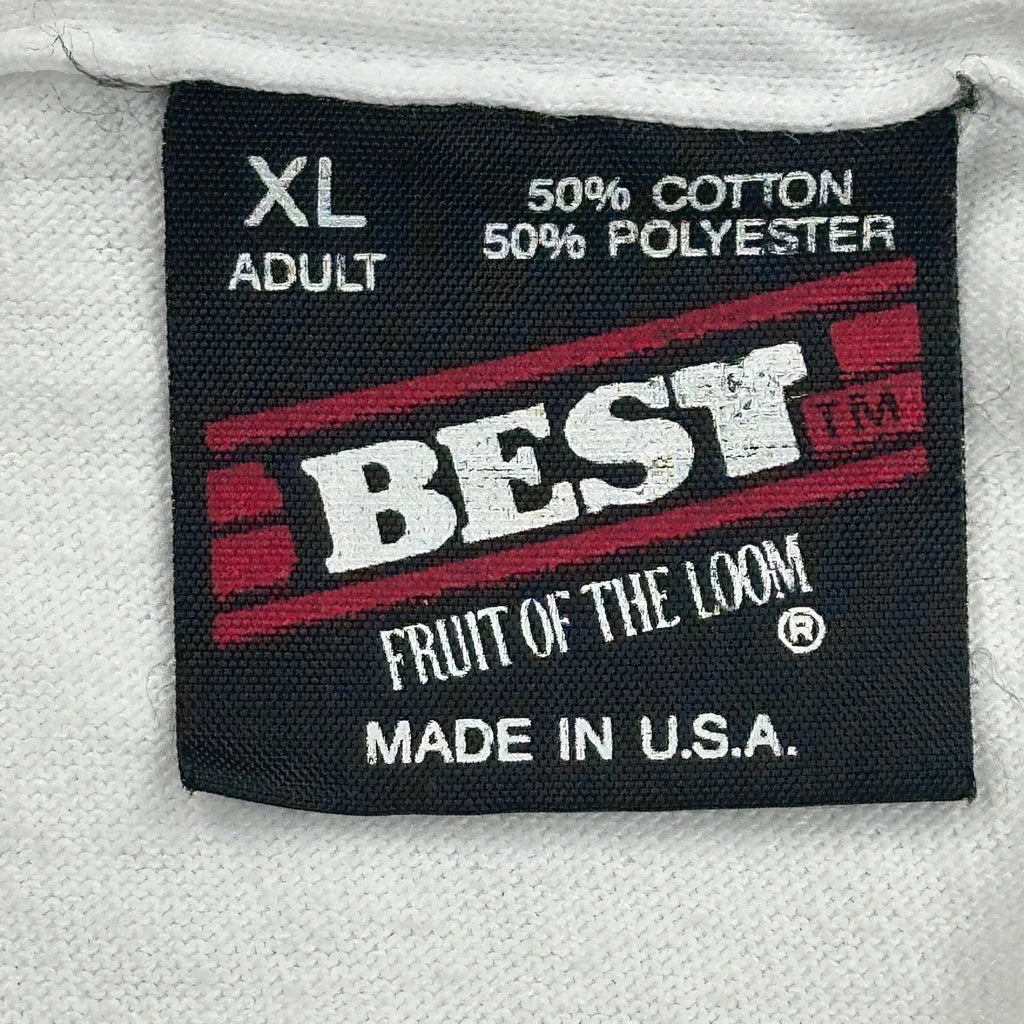 XL
ADULT
50% COTTON
50% POLYESTER
BEST TM
FRUIT OF THE LOOM ®
MADE IN U.S.A.